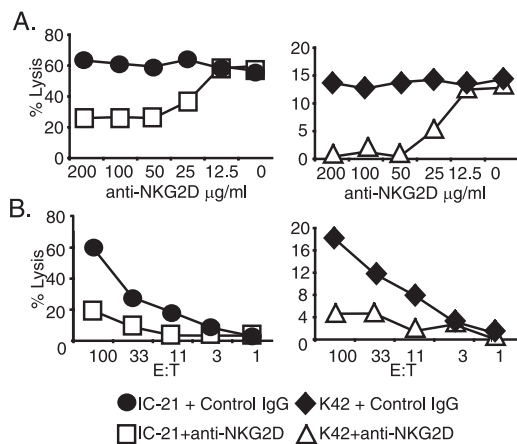 A.
% Lysis
80
60
40
20
0
200 100 50 25 12.5 0
anti-NKG2D μg/ml
20
15
10
5
0
200 100 50 25 12.5 0
anti-NKG2D μg/ml
B.
% Lysis
80
60
40
20
0
100 33 11 3 1
E:T
20
16
12
8
4
0
100 33 11 3 1
E:T
IC-21 + Control IgG
K42 + Control IgG
IC-21+anti-NKG2D
K42+anti-NKG2D